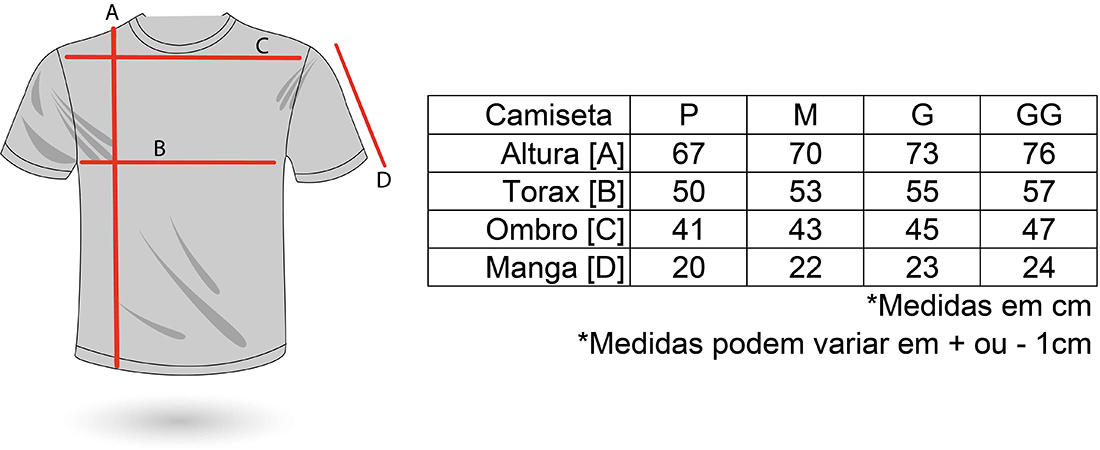 A
C
B
D
Camiseta P M G GG
Altura [A] 67 70 73 76
Torax [B] 50 53 55 57
Ombro [C] 41 43 45 47
Manga [D] 20 22 23 24
*Medidas em cm
*Medidas podem variar em + ou - 1cm